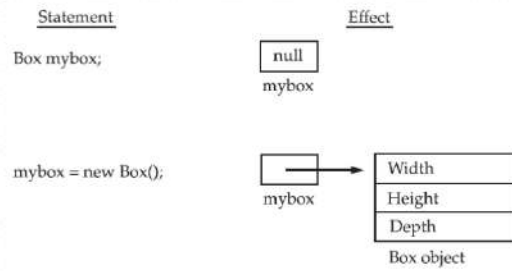 Statement Effect
Box mybox; null
mybox
mybox = new Box(); Width
mybox Height
Depth
Box object